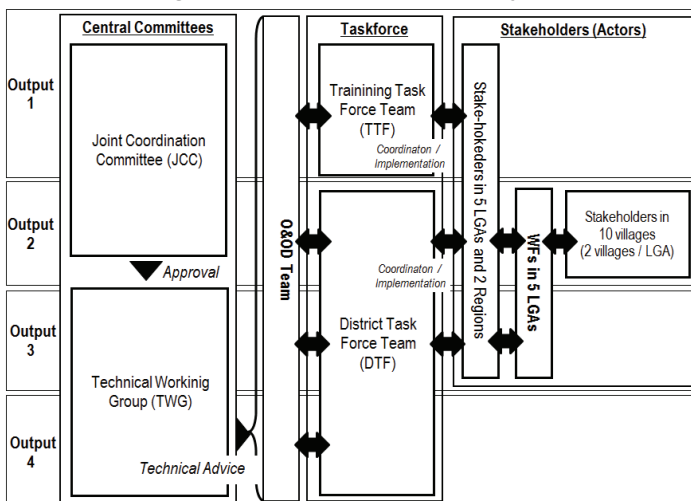 Central Committees
Taskforce
Stakeholders (Actors)
Output
1
Output
2
Output
3
Output
4
Joint Coordination
Committee (JCC)
Approval
Technical Workinig
Group (TWG)
Technical Advice
O&OD Team
Trainining Task
Force Team
(TTF)
Coordinaton /
Implementation
Coordinaton /
Implementation
District Task
Force Team
(DTF)
Stake-hokeders in 5 LGAs
and 2 Regions
WFs in 5 LGAs
Stakeholders in
10 villages
(2 villages / LGA)